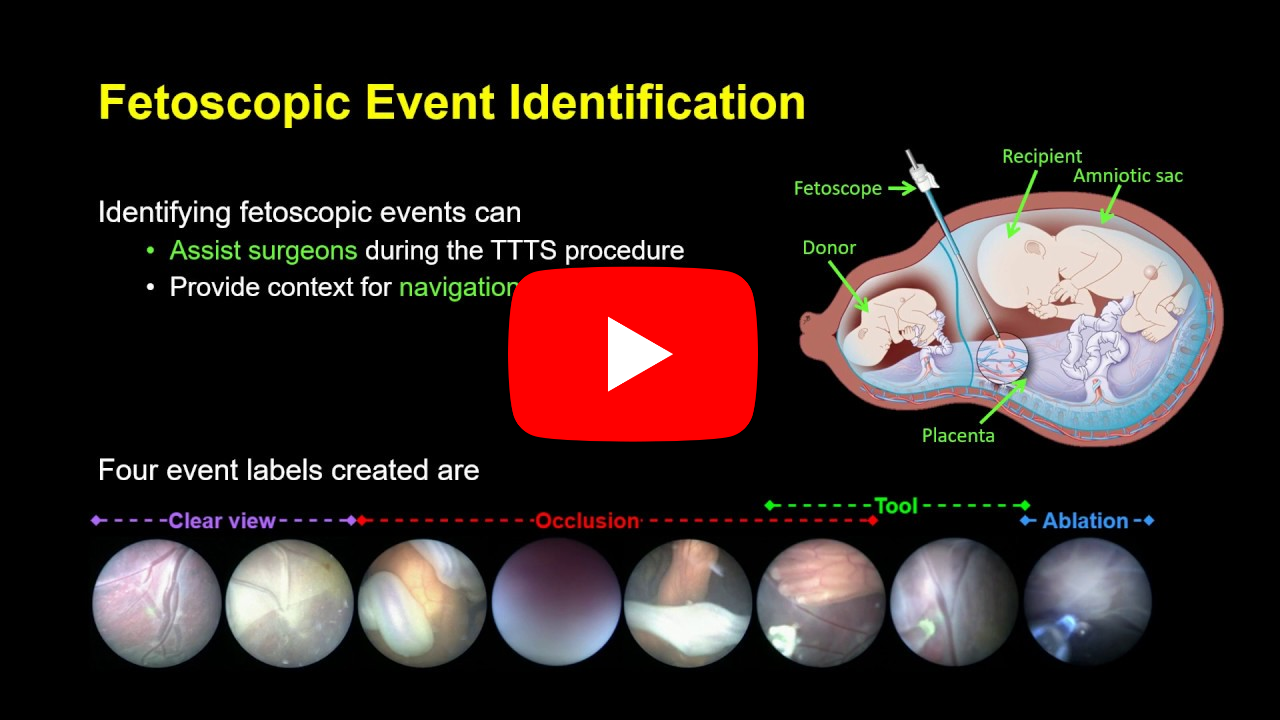 Fetoscopic Event Identification
Identifying fetoscopic events can
• Assist surgeons during the TTTS procedure
• Provide context for navigation
Fetoscope
Recipient
Amniotic sac
Donor
Placenta
Four event labels created are
Clear view
Occlusion
Tool
Ablation